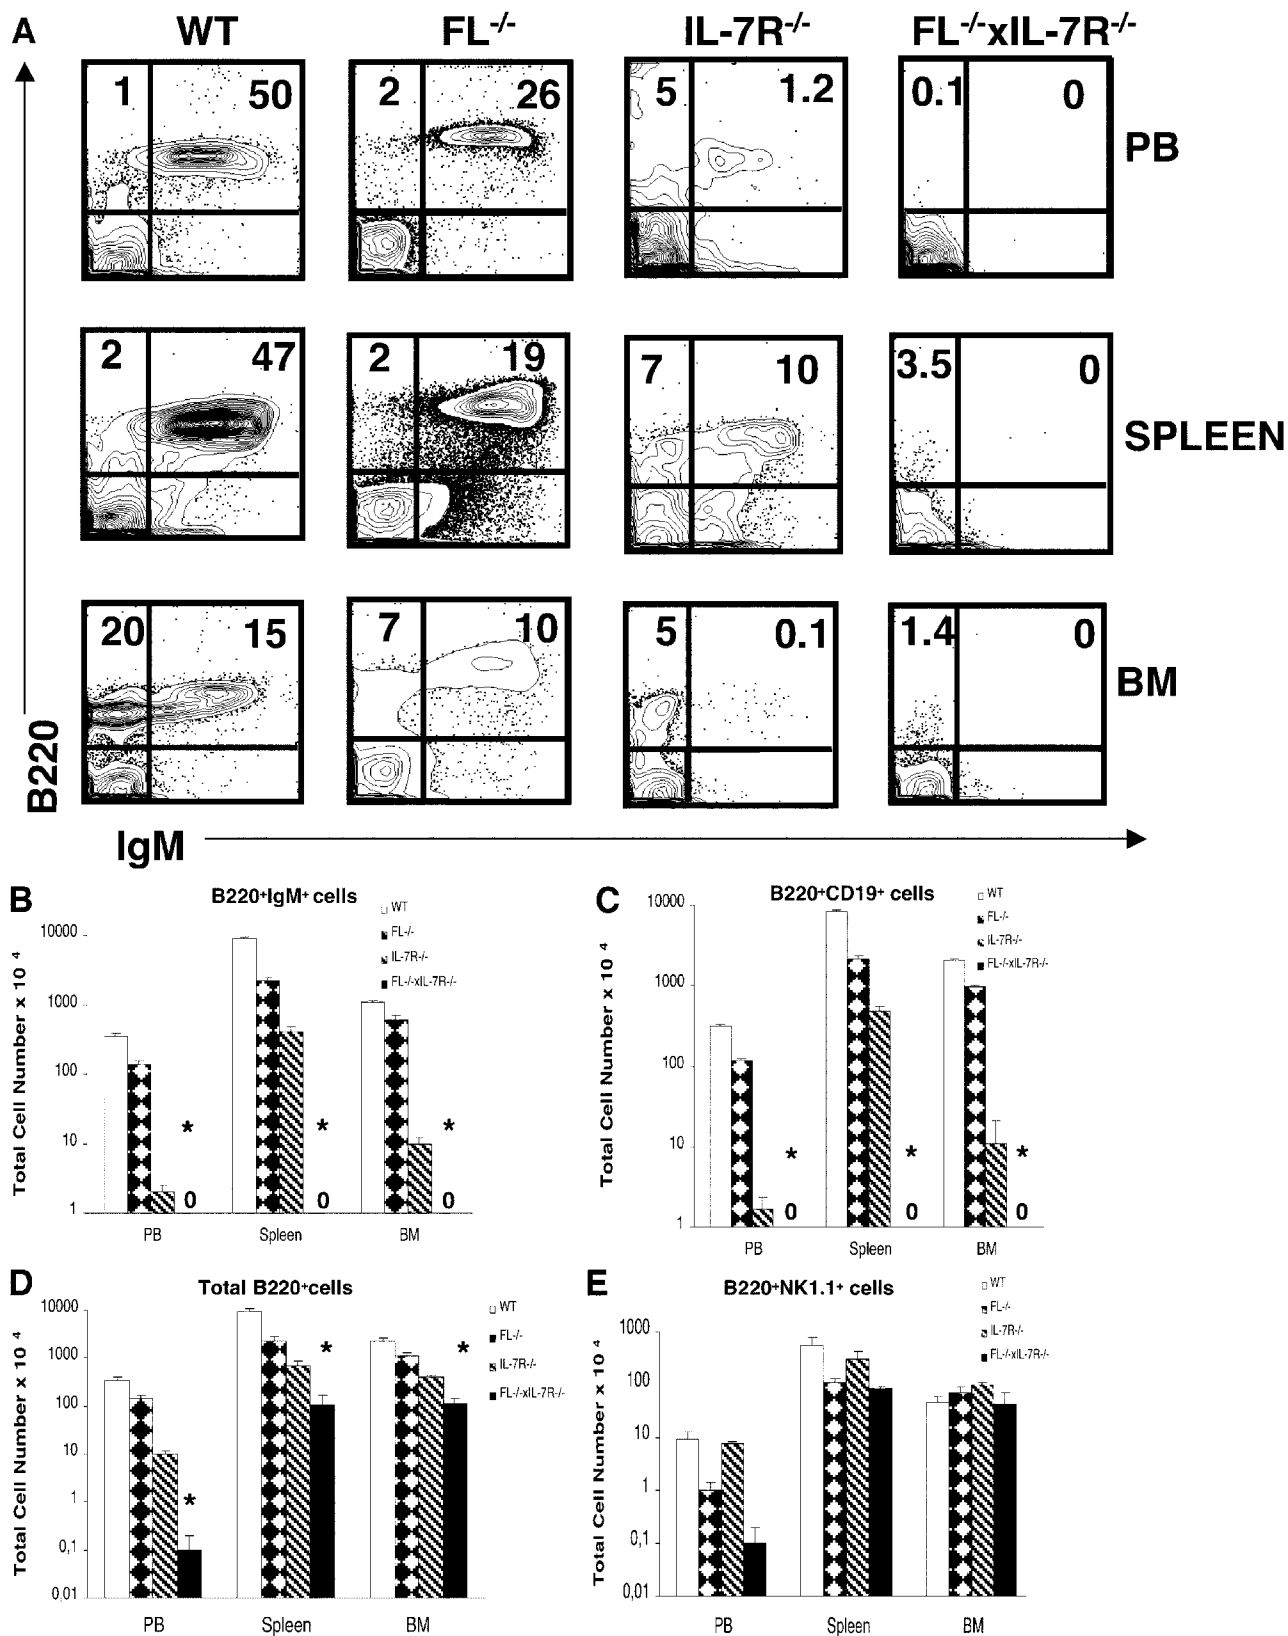 A
WT
FL-/-
IL-7R-/-
FL-/-xIL-7R-/-
1 50
2 26
5 1.2
0.1 0
PB
2 47
2 19
7 10
3.5 0
SPLEEN
20 15
7 10
5 0.1
1.4 0
BM
B220
IgM
B
B220+IgM+ cells
WT
FL-/-
IL-7R-/-
FL-/-xIL-7R-/-
Total Cell Number x 10 4
10000
1000
100
10
1
*
0
*
0
*
0
PB
Spleen
BM
C
B220+CD19+ cells
WT
FL-/-
IL-7R-/-
FL-/-xIL-7R-/-
Total Cell Number x 10 4
10000
1000
100
10
1
*
0
*
0
*
0
PB
Spleen
BM
D
Total B220+cells
WT
FL-/-
IL-7R-/-
FL-/-xIL-7R-/-
Total Cell Number x 10 4
10000
1000
100
10
1
0,1
0,01
*
*
*
PB
Spleen
BM
E
B220+NK1.1+ cells
WT
FL-/-
IL-7R-/-
FL-/-xIL-7R-/-
Total Cell Number x 10 4
1000
100
10
1
0,1
0,01
PB
Spleen
BM